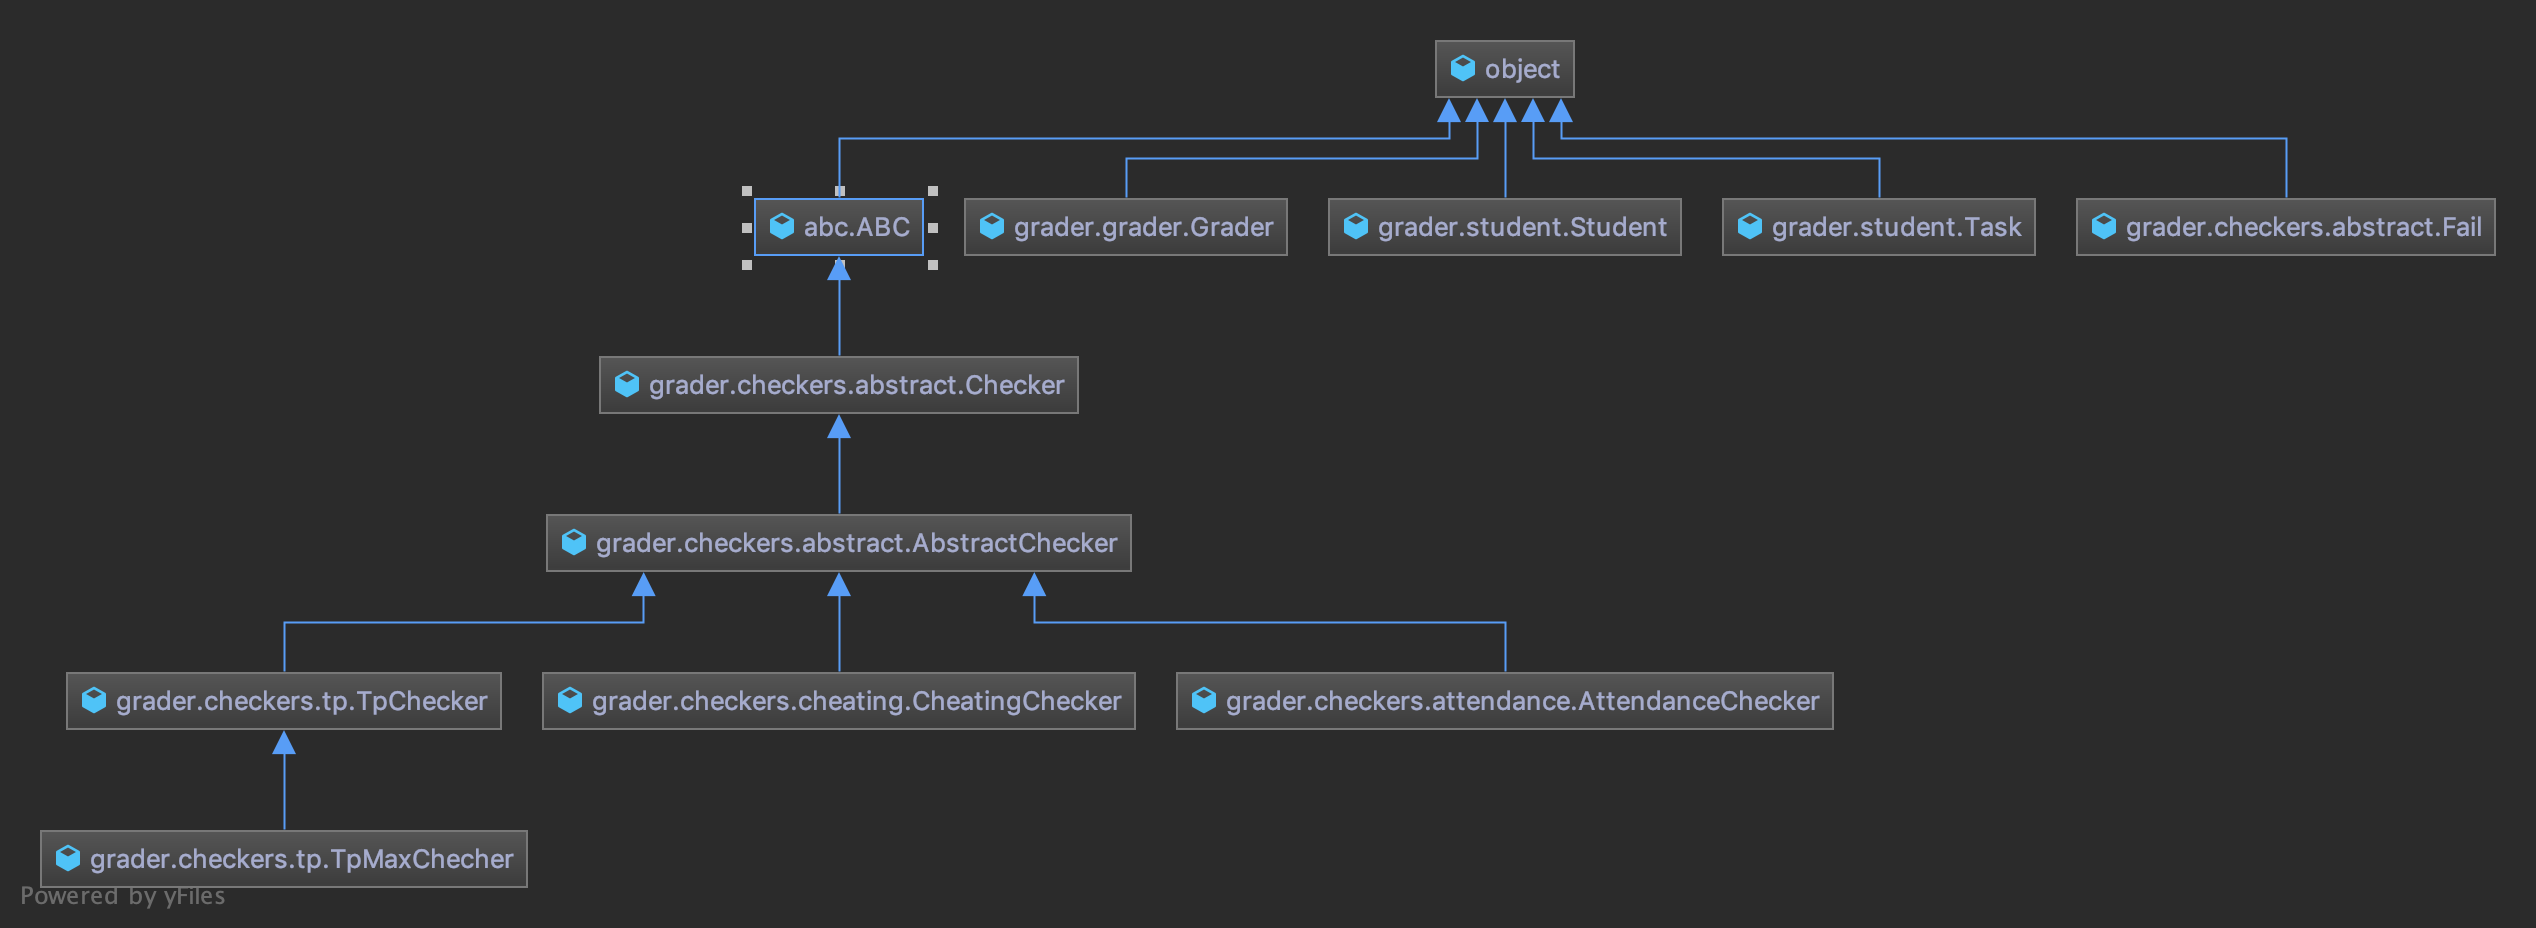 object
abc.ABC
grader.grader.Grader
grader.student.Student
grader.student.Task
grader.checkers.abstract.Fail
grader.checkers.abstract.Checker
grader.checkers.abstract.AbstractChecker
grader.checkers.tp.TpChecker
grader.checkers.cheating.CheatingChecker
grader.checkers.attendance.AttendanceChecker
grader.checkers.tp.TpMaxChecher
Powered by yFiles